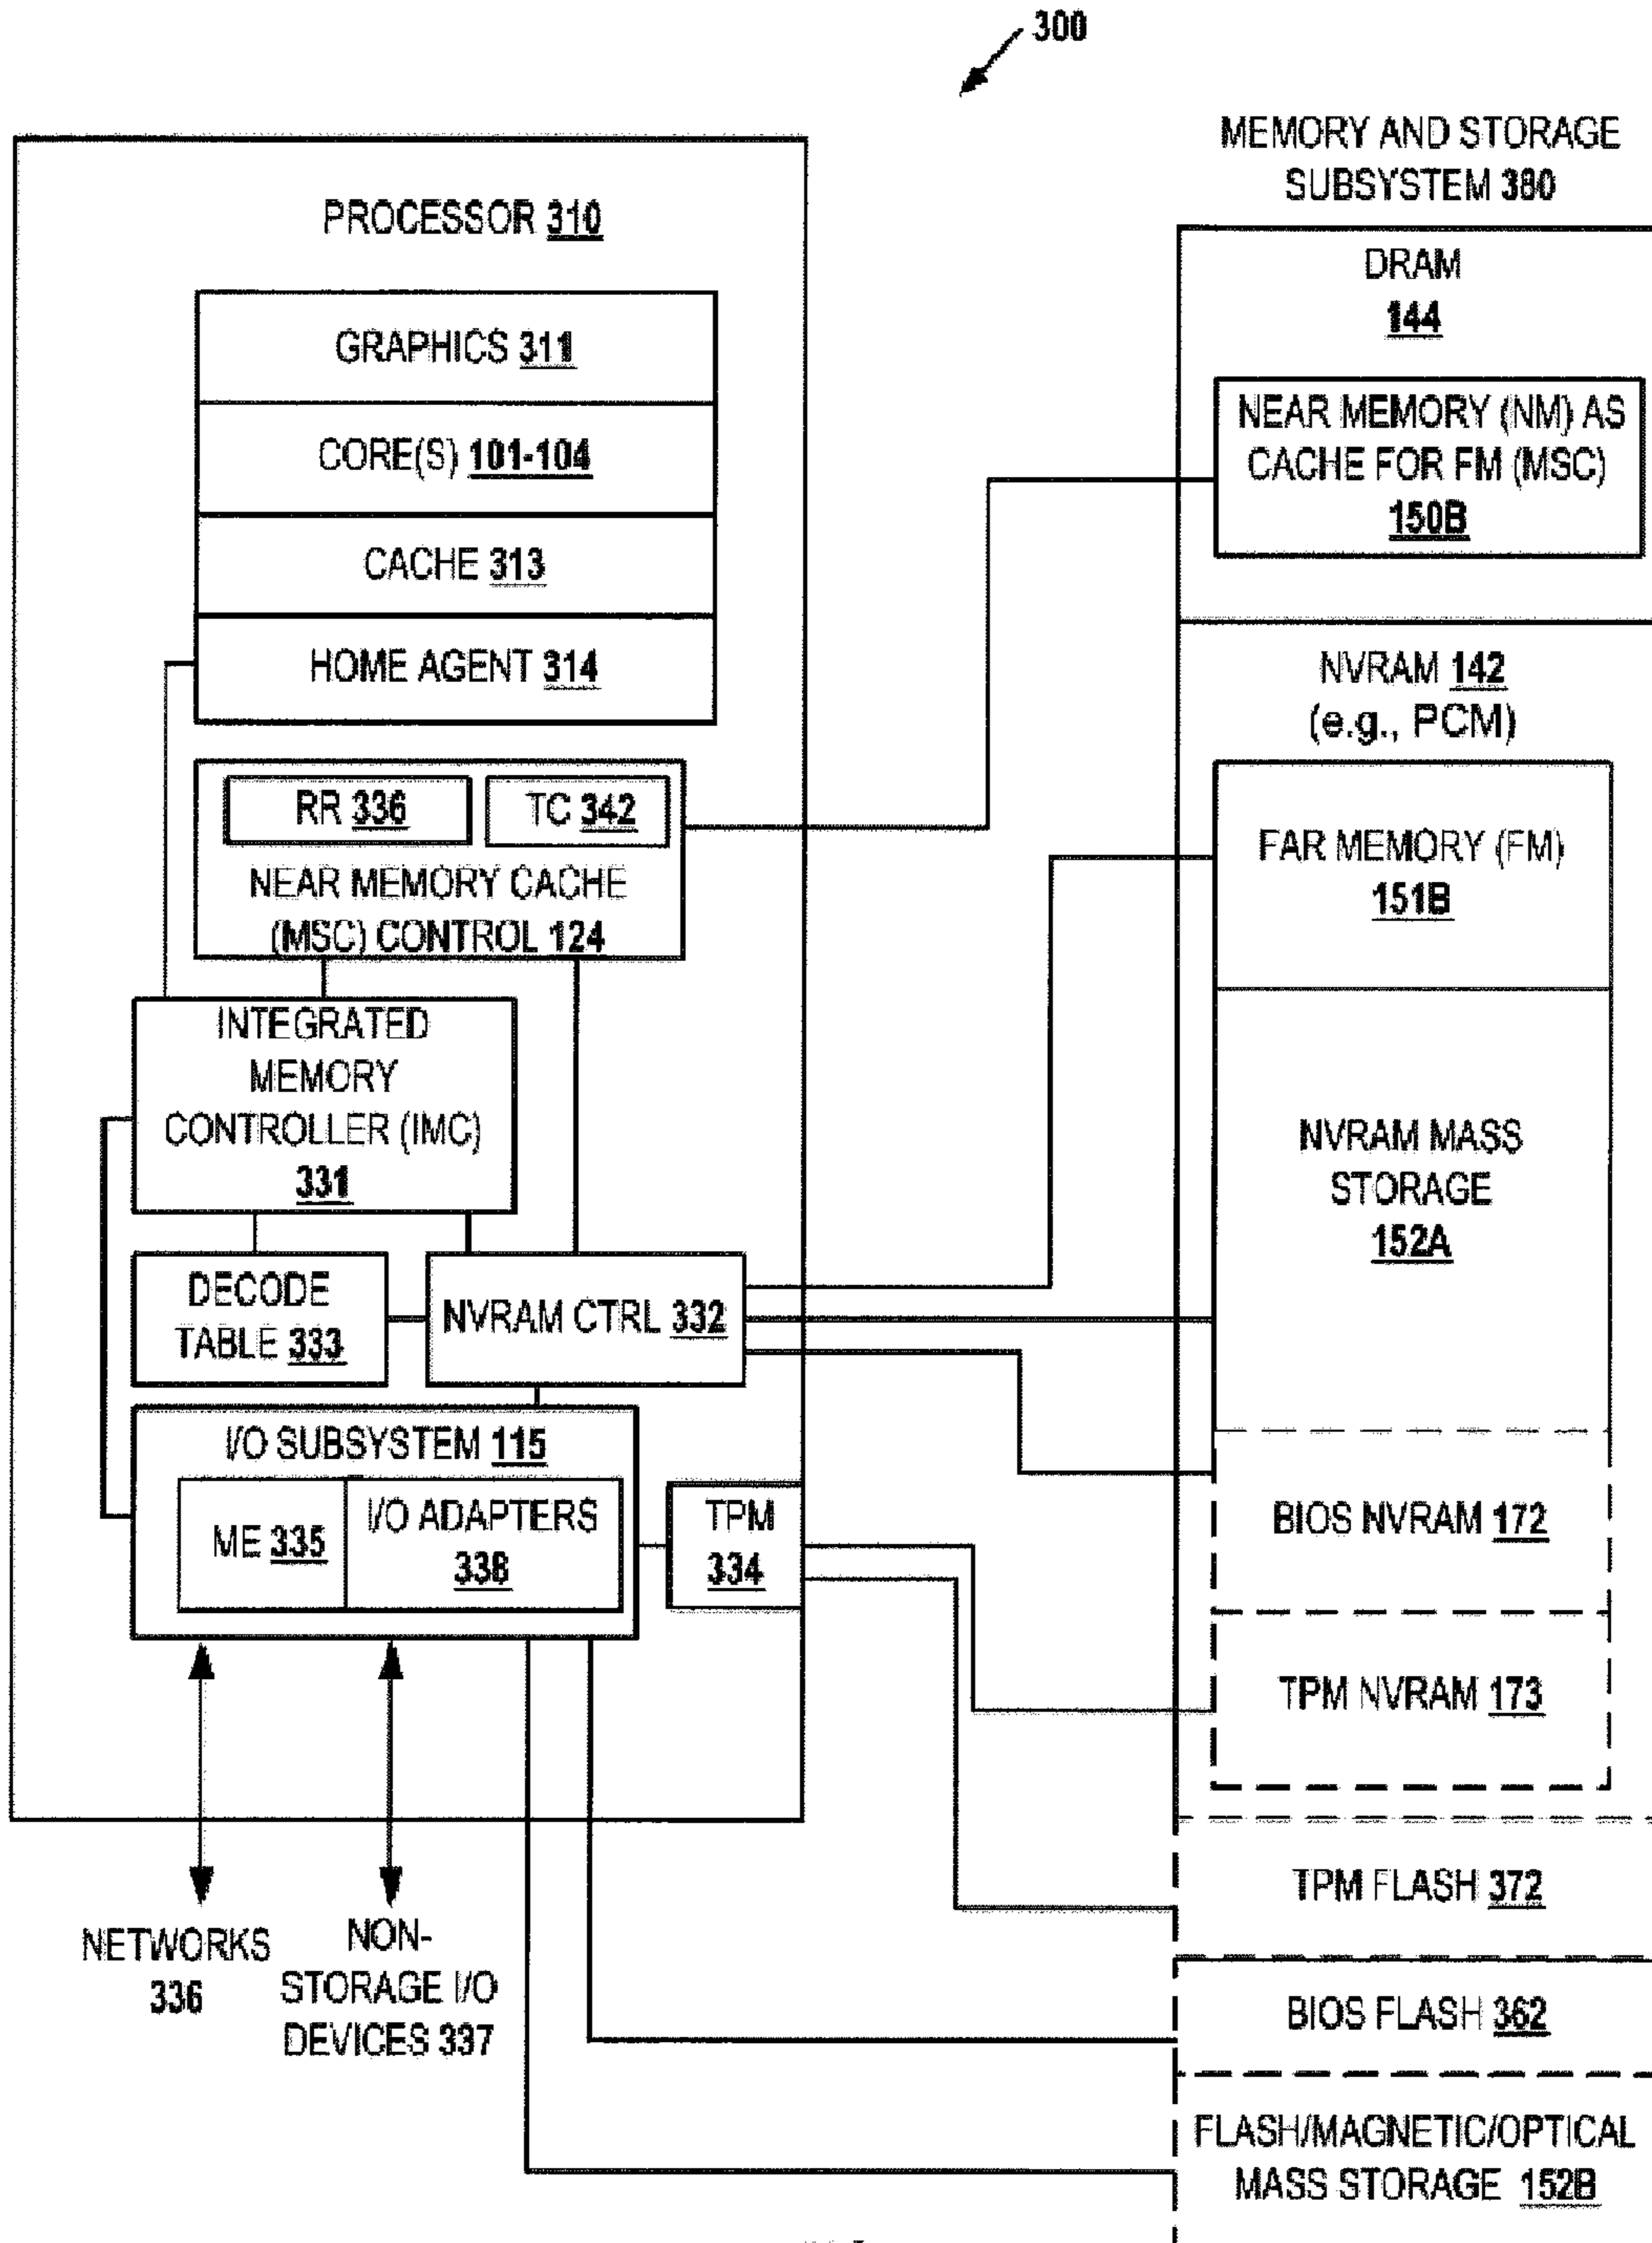 300
MEMORY AND STORAGE
SUBSYSTEM 380
PROCESSOR 310
GRAPHICS 311
CORE(S) 101-104
CACHE 313
HOME AGENT 314
RR 336
TC 342
NEAR MEMORY CACHE
(MSC) CONTROL 124
INTEGRATED
MEMORY
CONTROLLER (IMC)
331
DECODE
TABLE 333
NVRAM CTRL 332
I/O SUBSYSTEM 115
ME 335
I/O ADAPTERS
338
TPM
334
NETWORKS
336
NON-
STORAGE I/O
DEVICES 337
DRAM
144
NEAR MEMORY (NM) AS
CACHE FOR FM (MSC)
150B
NVRAM 142
(e.g., PCM)
FAR MEMORY (FM)
151B
NVRAM MASS
STORAGE
152A
BIOS NVRAM 172
TPM NVRAM 173
TPM FLASH 372
BIOS FLASH 362
FLASH/MAGNETIC/OPTICAL
MASS STORAGE 152B